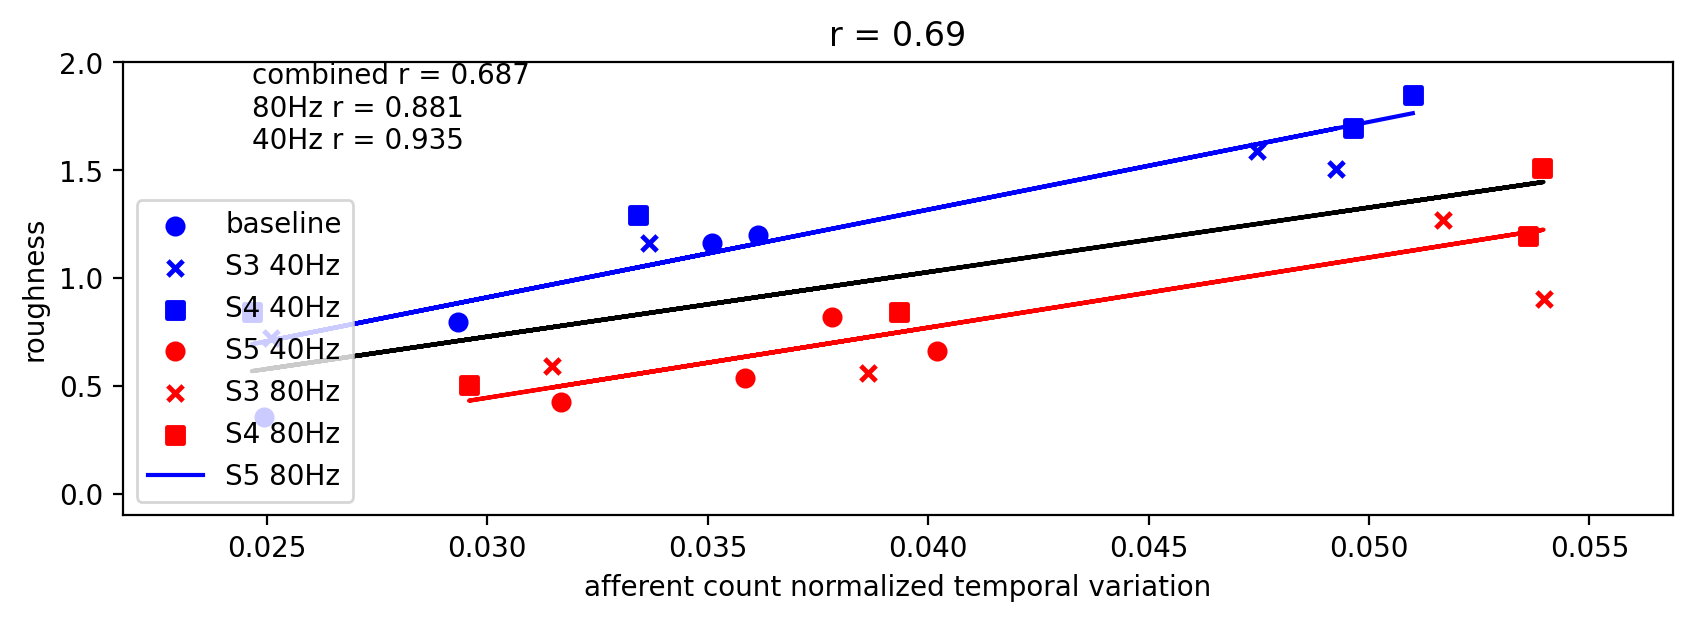 r = 0.69
combined r = 0.687
80Hz r = 0.881
40Hz r = 0.935
2.0
1.5
1.0
0.5
0.0
roughness
baseline
S3 40Hz
S4 40Hz
S5 40Hz
S3 80Hz
S4 80Hz
S5 80Hz
0.025 0.030 0.035 0.040 0.045 0.050 0.055
afferent count normalized temporal variation